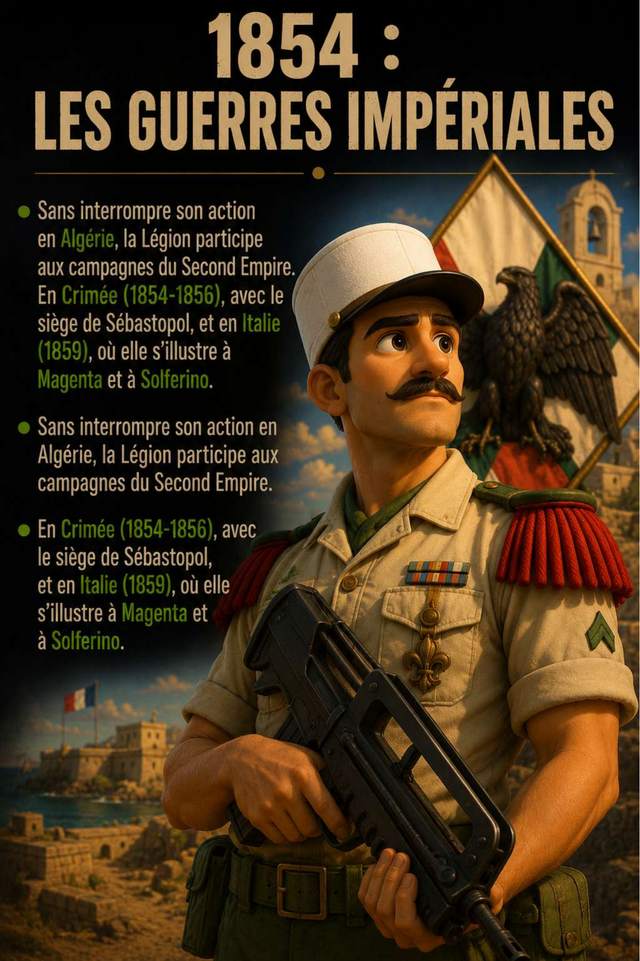 1854 :
LES GUERRES IMPÉRIALES
Sans interrompre son action
en Algérie, la Légion participe
aux campagnes du Second Empire.
En Crimée (1854-1856), avec le
siège de Sébastopol, et en Italie
(1859), où elle s’illustre à
Magenta et à Solferino.
Sans interrompre son action en
Algérie, la Légion participe aux
campagnes du Second Empire.
En Crimée (1854-1856), avec
le siège de Sébastopol,
et en Italie (1859), où elle
s’illustre à Magenta et
à Solferino.